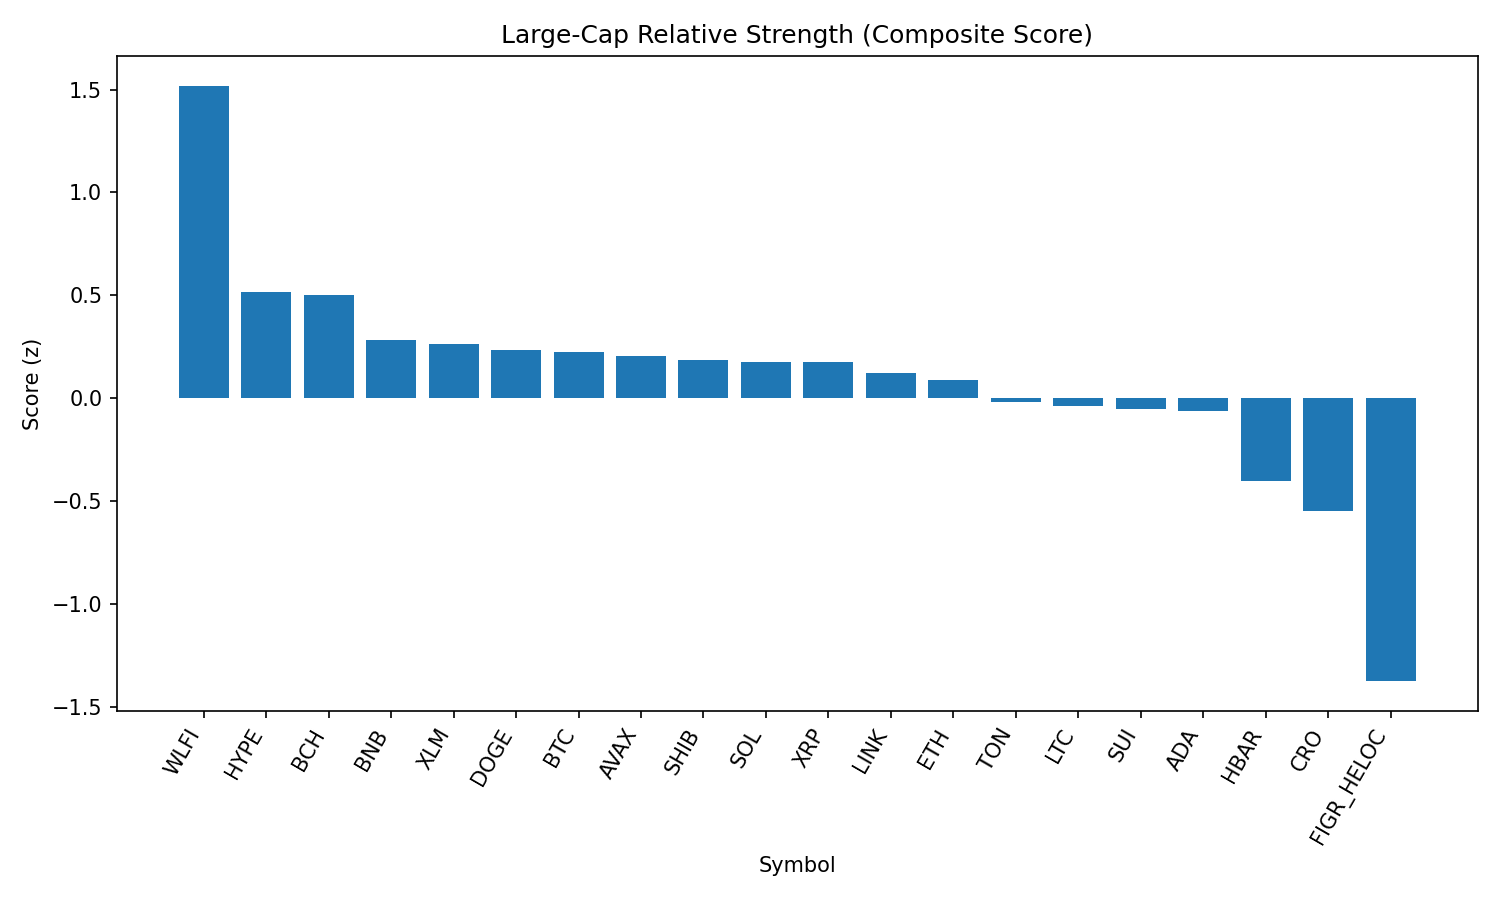 Large-Cap Relative Strength (Composite Score)
Score (z)
1.5
1.0
0.5
0.0
−0.5
−1.0
−1.5
WLFI
HYPE
BCH
BNB
XLM
DOGE
BTC
AVAX
SHIB
SOL
XRP
LINK
ETH
TON
LTC
SUI
ADA
HBAR
CRO
FIGR_HELOC
Symbol